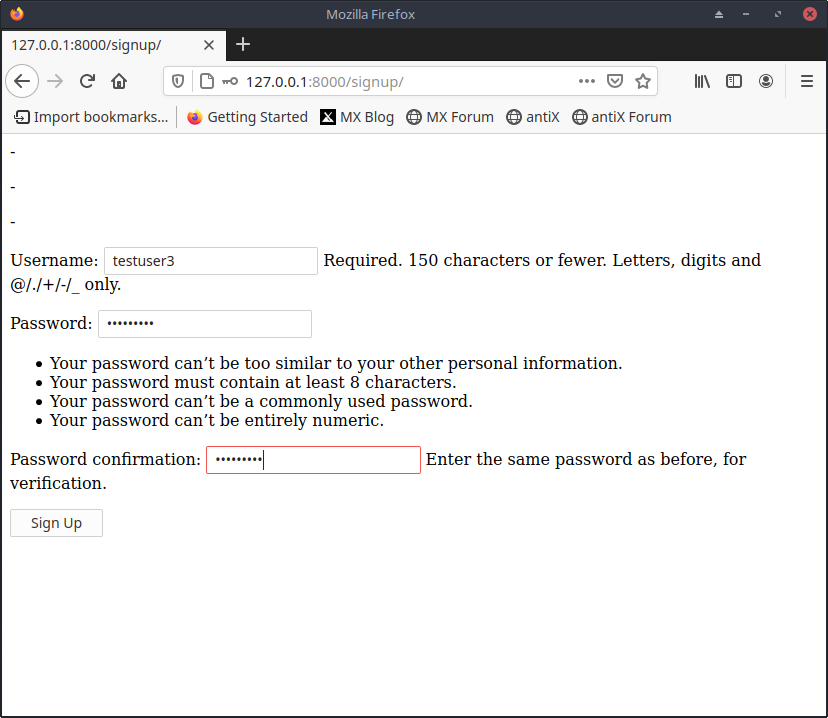 Mozilla Firefox
127.0.0.1:8000/signup/
127.0.0.1:8000/signup/
Import bookmarks... Getting Started MX Blog MX Forum antiX antiX Forum
-
-
-
Username: testuser3 Required. 150 characters or fewer. Letters, digits and
@/./+/-/_ only.
Password: •••••••••
• Your password can’t be too similar to your other personal information.
• Your password must contain at least 8 characters.
• Your password can’t be a commonly used password.
• Your password can’t be entirely numeric.
Password confirmation: ••••••••• Enter the same password as before, for
verification.
Sign Up